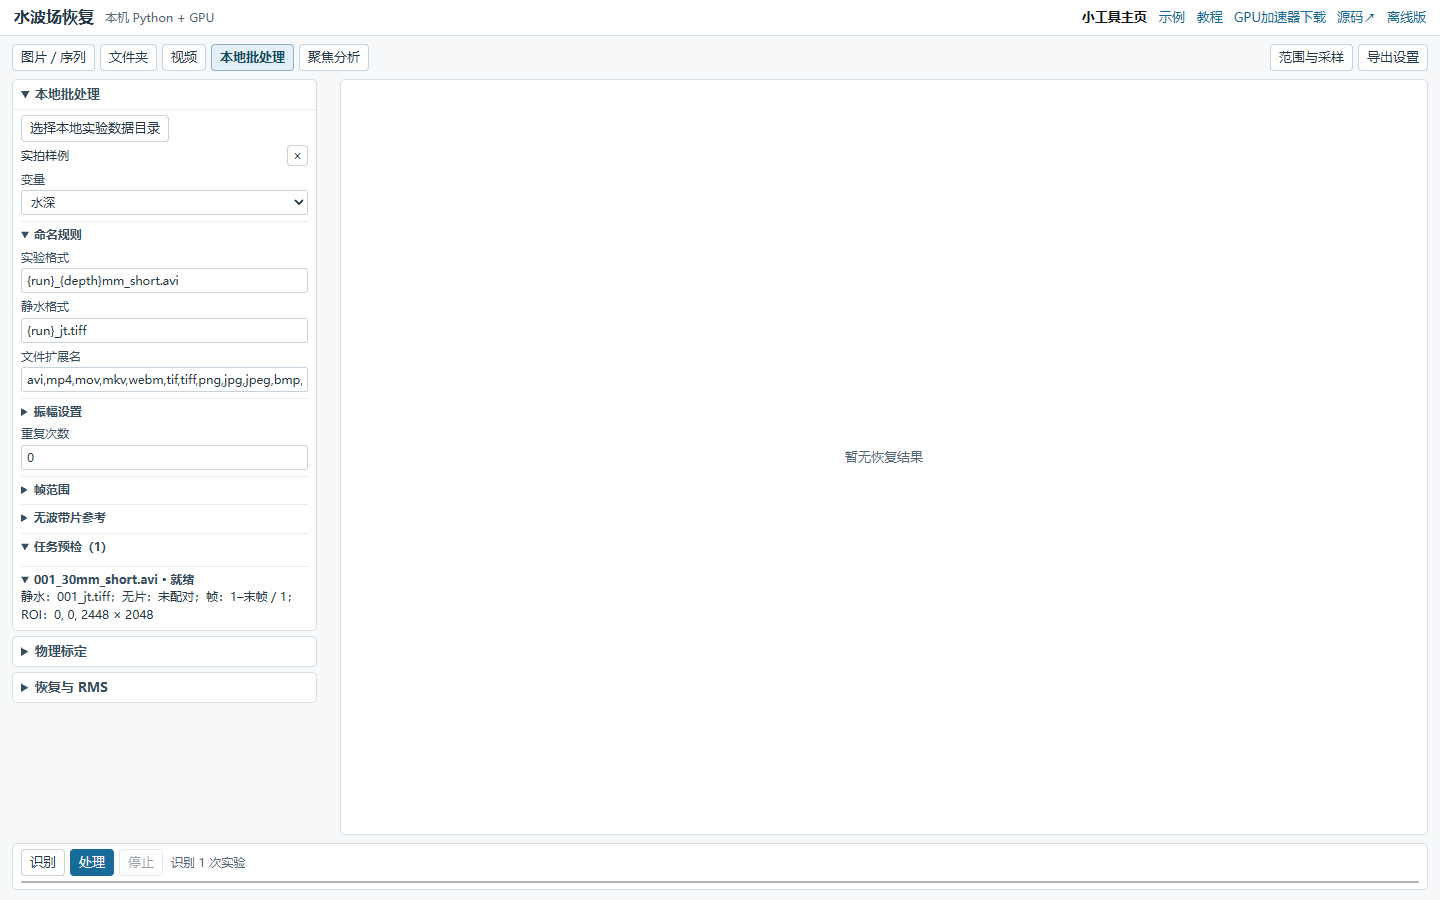 水波场恢复 本机 Python + GPU
小工具主页 示例 教程 GPU加速器下载 源码↗ 离线版
图片 / 序列 文件夹 视频 本地批处理 聚焦分析
范围与采样 导出设置
▼ 本地批处理
选择本地实验数据目录
实拍样例 ×
变量
水深
▼ 命名规则
实验格式
{run}_{depth}mm_short.avi
静水格式
{run}_jt.tiff
文件扩展名
avi,mp4,mov,mkv,webm,tif,tiff,png,jpg,jpeg,bmp,
▶ 振幅设置
重复次数
0
▶ 帧范围
▶ 无波带片参考
▼ 任务预检（1）
▼ 001_30mm_short.avi · 就绪
静水：001_jt.tiff；无片：未配对；帧：1–末帧 / 1；
ROI：0, 0, 2448 × 2048
▶ 物理标定
▶ 恢复与 RMS
暂无恢复结果
识别 处理 停止 识别 1 次实验